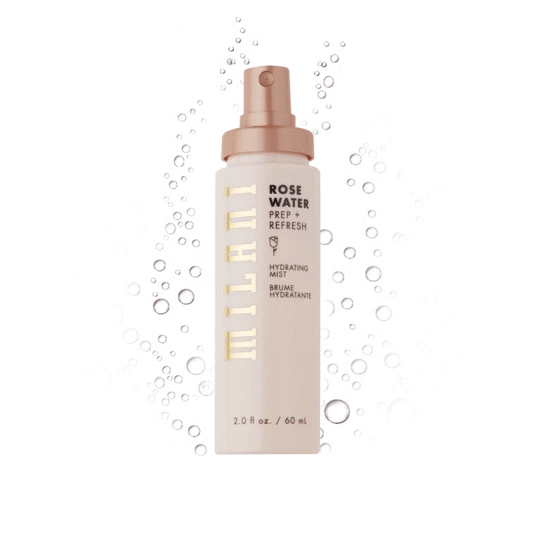 MILANI
ROSE
WATER
PREP +
REFRESH
HYDRATING
MIST
BRUME
HYDRATANTE
2.0 fl oz. / 60 mL